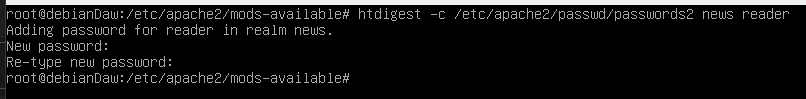 root@debianDaw:/etc/apache2/mods-available# htdigest -c /etc/apache2/passwd/passwords2 news reader
Adding password for reader in realm news.
New password:
Re-type new password:
root@debianDaw:/etc/apache2/mods-available#